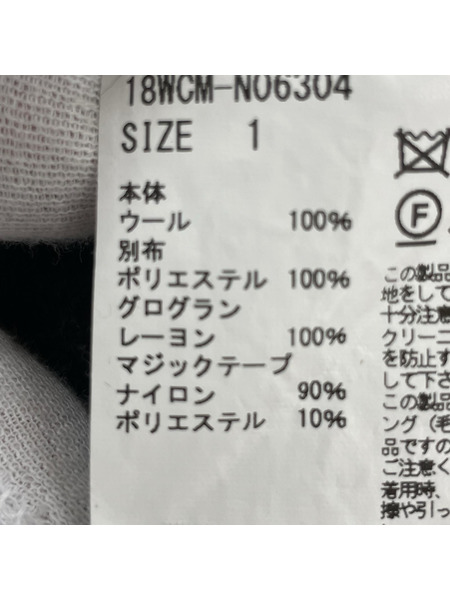 18WCM-N06304
SIZE 1
本体
ウール 100%
別布
ポリエステル 100%
グログラン
レーヨン 100%
マジックテープ
ナイロン 90%
ポリエステル 10%
F
この製品
地をして
十分注意
クリーニ
を防止す
して下さ
この製品
ング(毛
品ですの
ご注意く
着用時、
擦や引っ